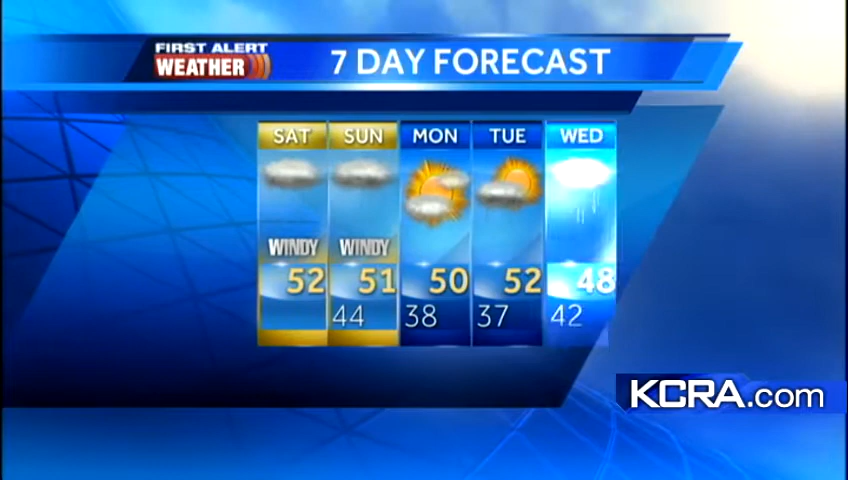 FIRST ALERT
WEATHER
7 DAY FORECAST
SAT SUN MON TUE WED
WINDY WINDY
52 51 50 52 48
44 38 37 42
KCRA.com